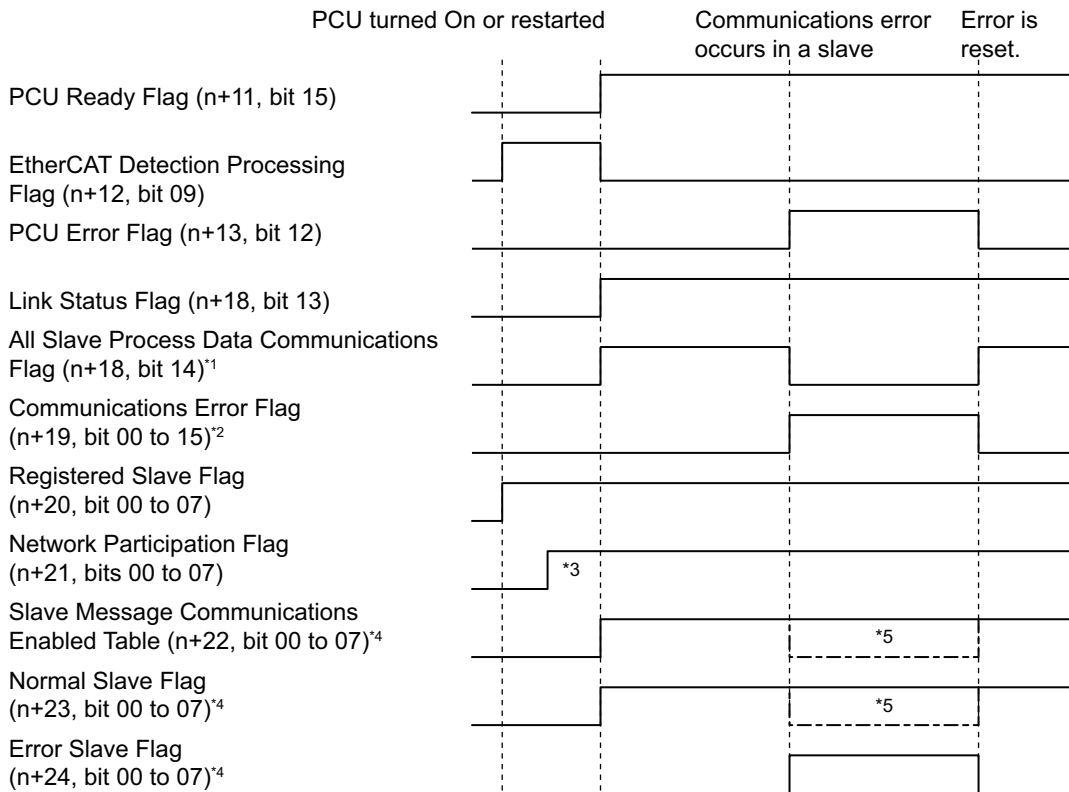 PCU turned On or restarted
Communications error
occurs in a slave
Error is
reset.
PCU Ready Flag (n+11, bit 15)
EtherCAT Detection Processing
Flag (n+12, bit 09)
PCU Error Flag (n+13, bit 12)
Link Status Flag (n+18, bit 13)
All Slave Process Data Communications
Flag (n+18, bit 14)*1
Communications Error Flag
(n+19, bit 00 to 15)*2
Registered Slave Flag
(n+20, bit 00 to 07)
Network Participation Flag
(n+21, bits 00 to 07)
*3
Slave Message Communications
Enabled Table (n+22, bit 00 to 07)*4
*5
Normal Slave Flag
(n+23, bit 00 to 07)*4
*5
Error Slave Flag
(n+24, bit 00 to 07)*4